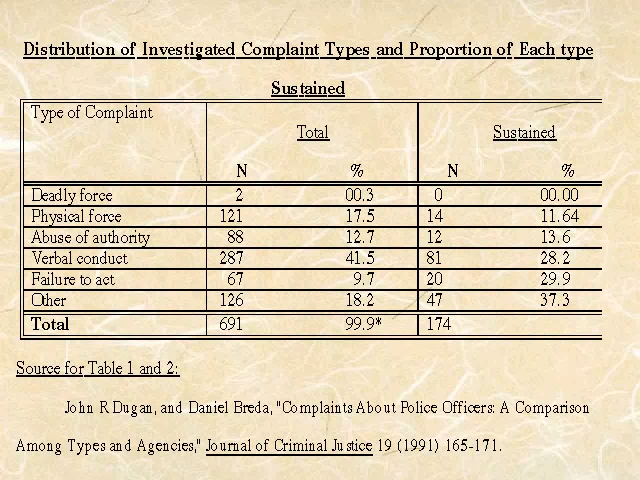 Distribution of Investigated Complaint Types and Proportion of Each type
Sustained
Type of Complaint
Total Sustained
N % N %
Deadly force 2 00.3 0 00.00
Physical force 121 17.5 14 11.64
Abuse of authority 88 12.7 12 13.6
Verbal conduct 287 41.5 81 28.2
Failure to act 67 9.7 20 29.9
Other 126 18.2 47 37.3
Total 691 99.9* 174
Source for Table 1 and 2:
John R Dugan, and Daniel Breda, "Complaints About Police Officers: A Comparison
Among Types and Agencies," Journal of Criminal Justice 19 (1991) 165-171.